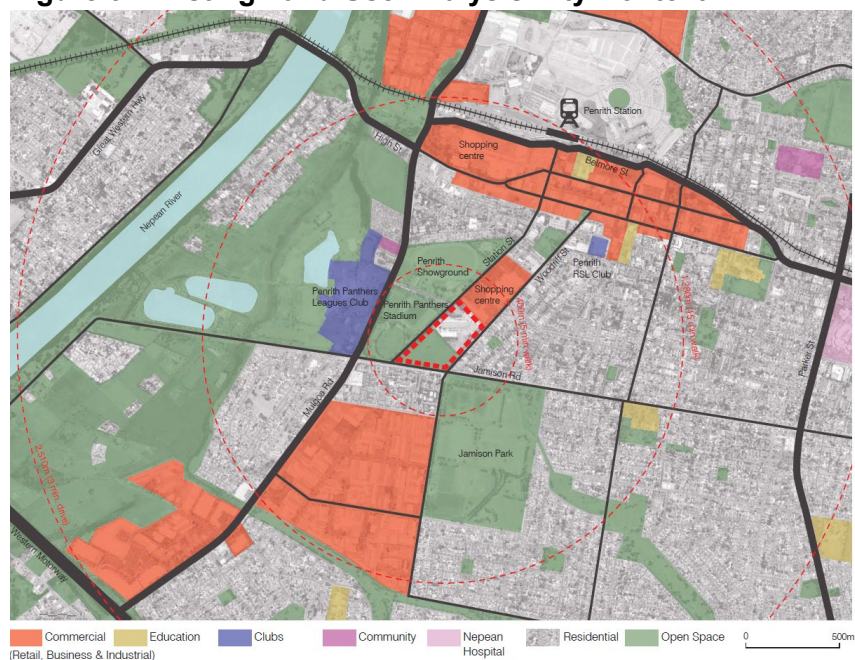 Great Western Hwy
Penrith Station
High St
Shopping
centre
Belmore St
Nepean River
Station St
Woodriff St
Penrith
RSL Club
Penrith
Showground
Penrith Panthers
Leagues Club
Penrith Panthers
Stadium
Shopping
centre
Parker St
Jamison Rd
Mulgoa Rd
Jamison Park
Western Motorway
Commercial
(Retail, Business & Industrial)
Education
Clubs
Community
Nepean
Hospital
Residential
Open Space
0
500m